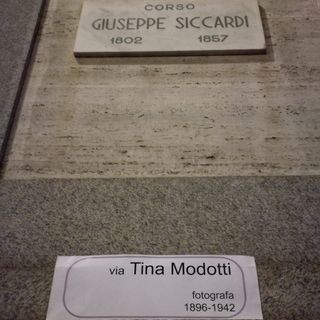 CORSO
GIUSEPPE SICCARDI
1802 1857
via Tina Modotti
fotografa
1896-1942